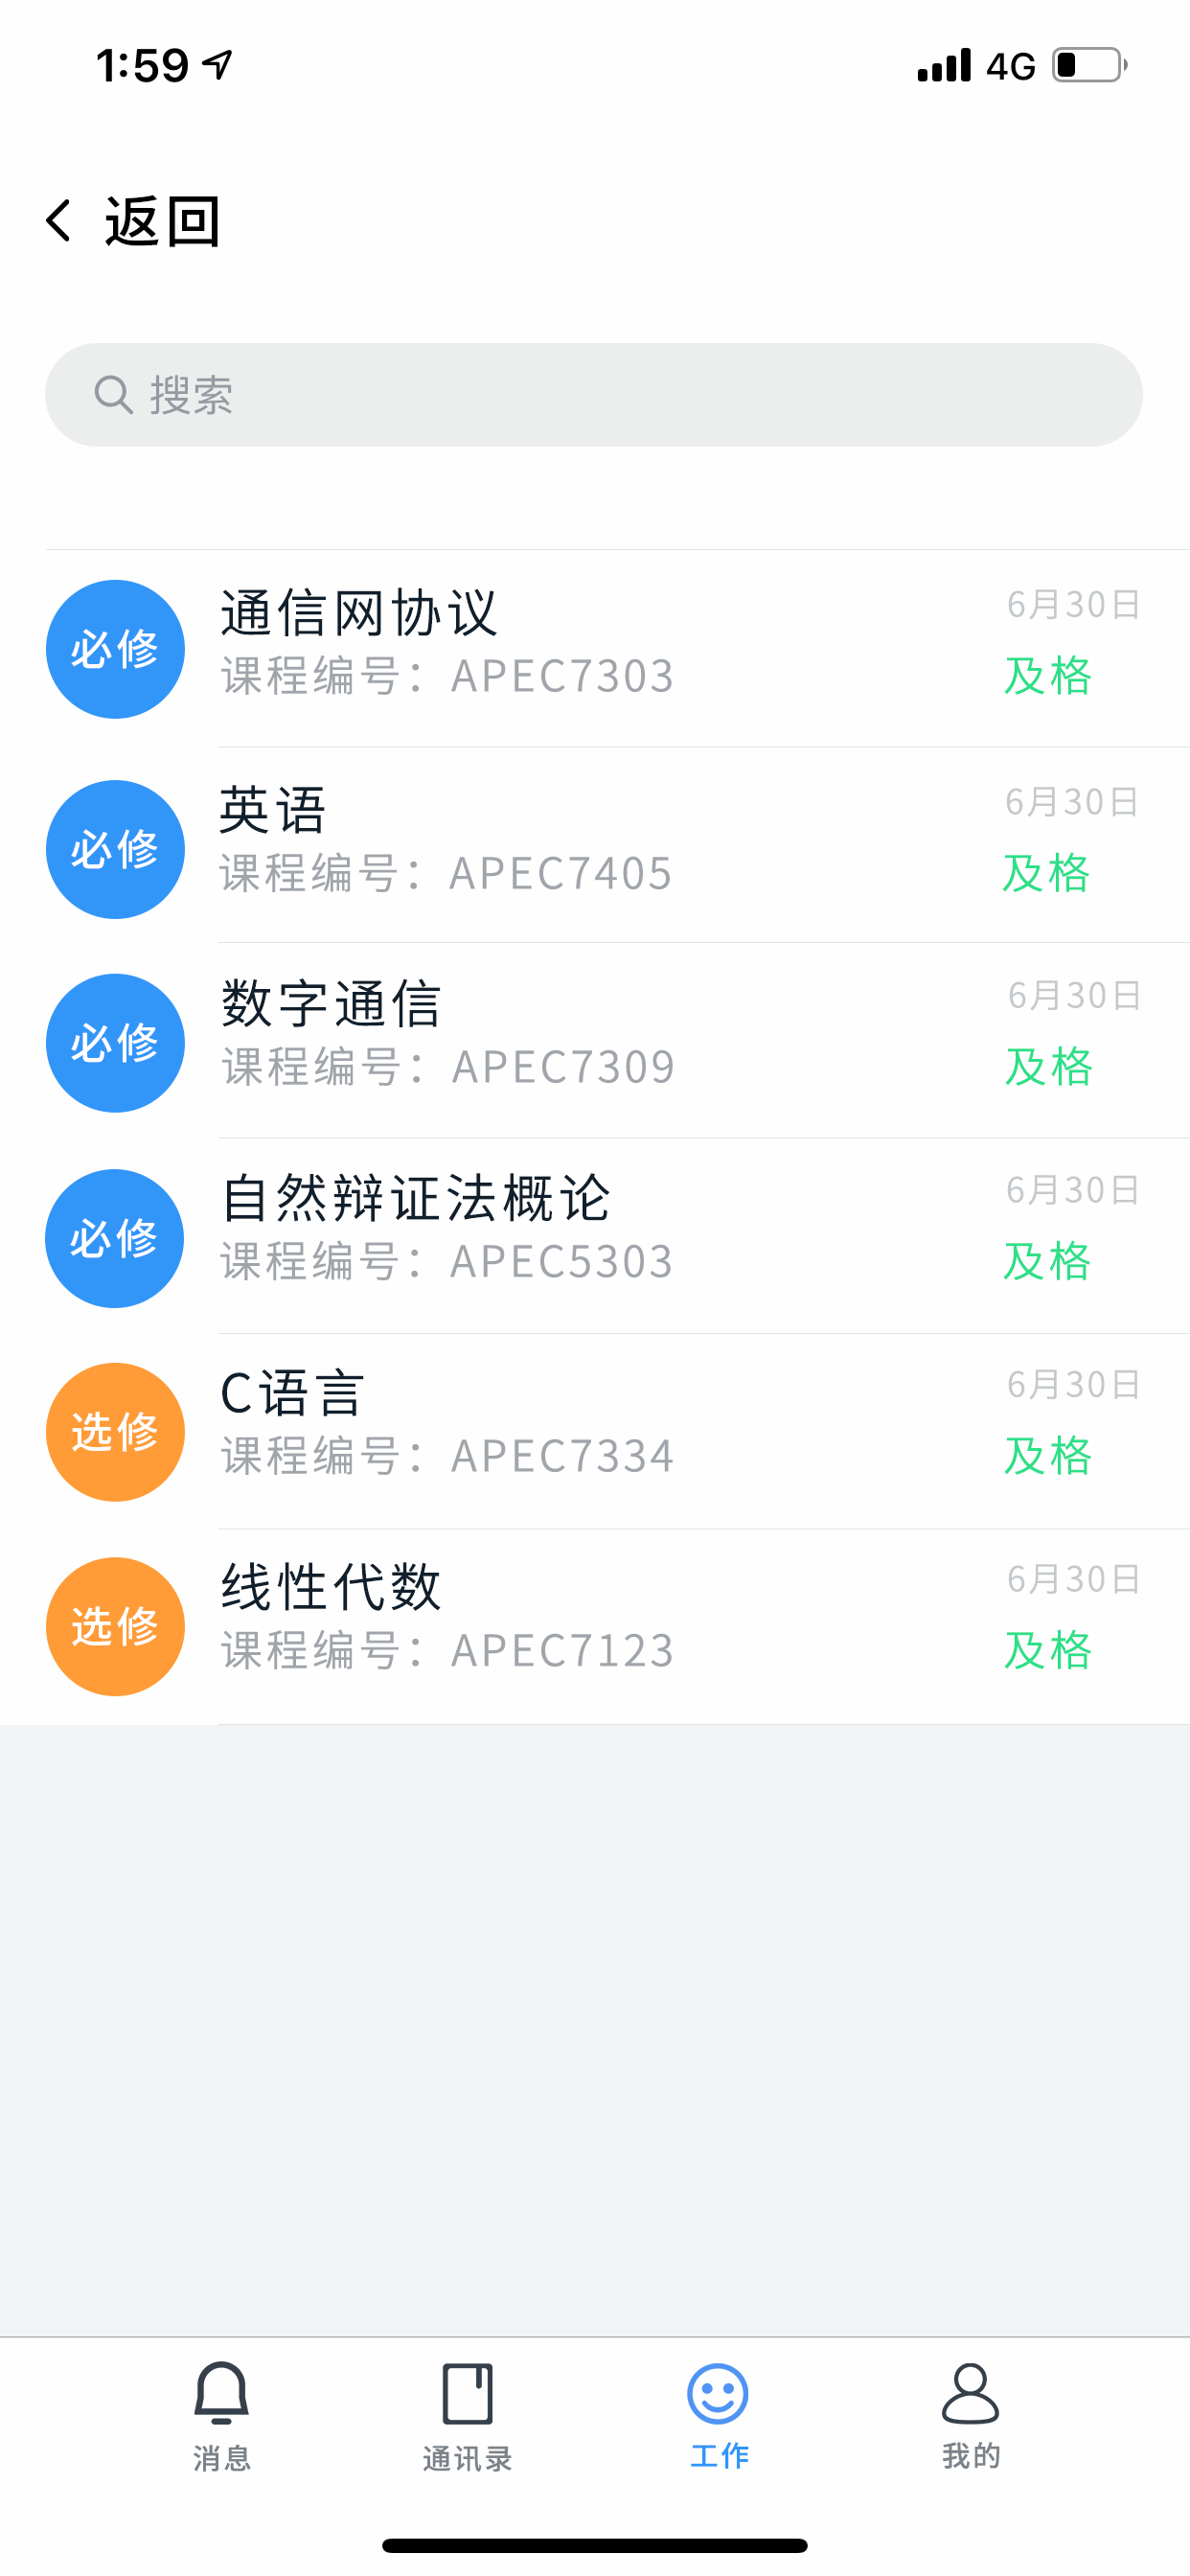 1:59 4G
返回
搜索
必修 通信网协议 6月30日
课程编号：APEC7303 及格
必修 英语 6月30日
课程编号：APEC7405 及格
必修 数字通信 6月30日
课程编号：APEC7309 及格
必修 自然辩证法概论 6月30日
课程编号：APEC5303 及格
选修 C语言 6月30日
课程编号：APEC7334 及格
选修 线性代数 6月30日
课程编号：APEC7123 及格
消息 通讯录 工作 我的